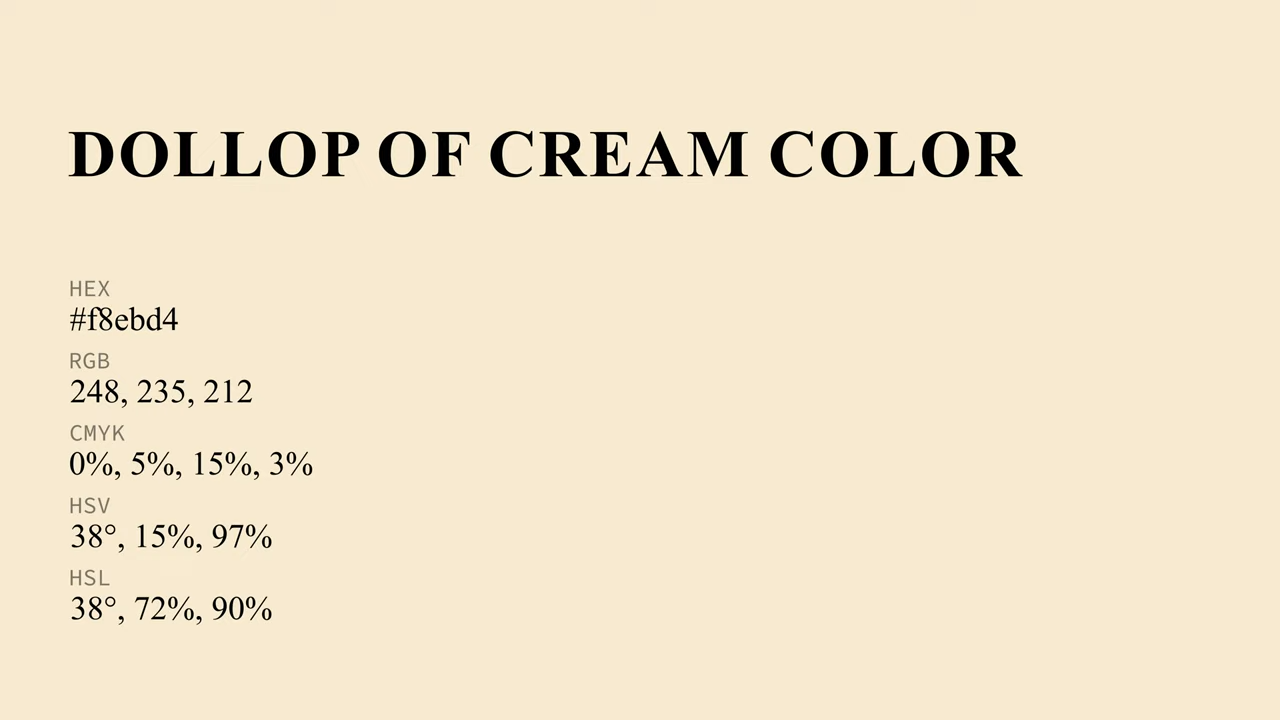 DOLLOP OF CREAM COLOR
HEX
#f8ebd4
RGB
248, 235, 212
CMYK
0%, 5%, 15%, 3%
HSV
38°, 15%, 97%
HSL
38°, 72%, 90%